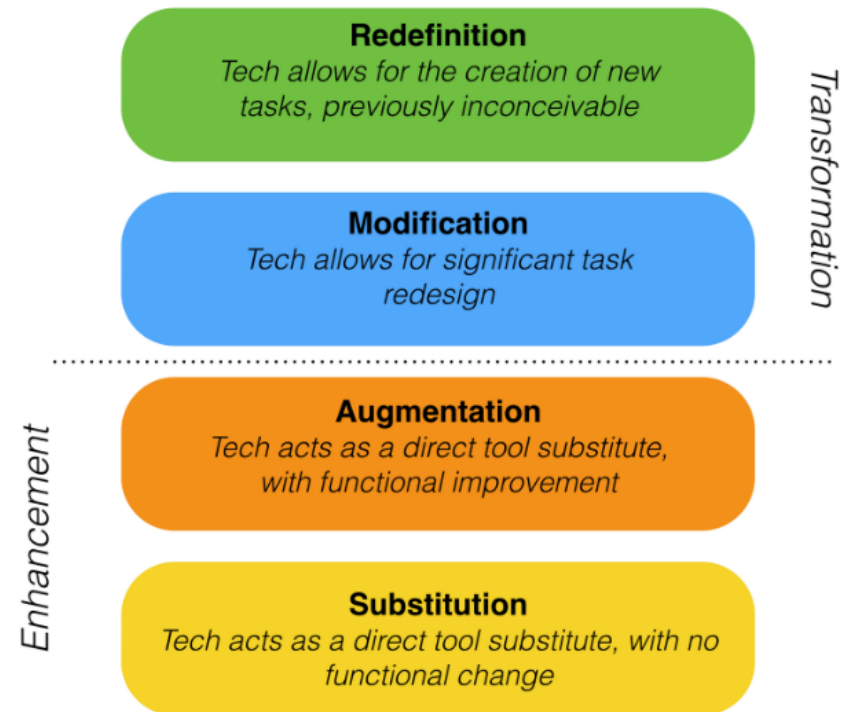 Redefinition
Tech allows for the creation of new
tasks, previously inconceivable
Transformation
Modification
Tech allows for significant task
redesign
Augmentation
Tech acts as a direct tool substitute,
with functional improvement
Enhancement
Substitution
Tech acts as a direct tool substitute, with no
functional change